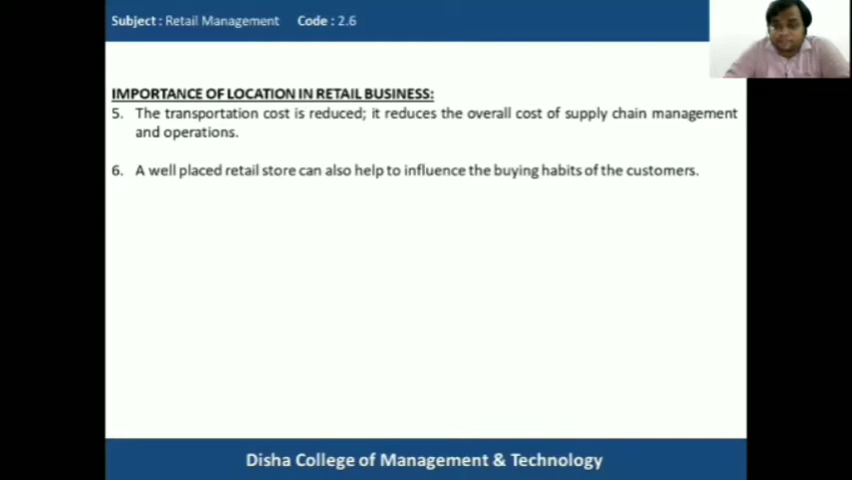 Subject : Retail Management Code : 2.6
IMPORTANCE OF LOCATION IN RETAIL BUSINESS:
5. The transportation cost is reduced; it reduces the overall cost of supply chain management
and operations.
6. A well placed retail store can also help to influence the buying habits of the customers.
Disha College of Management & Technology